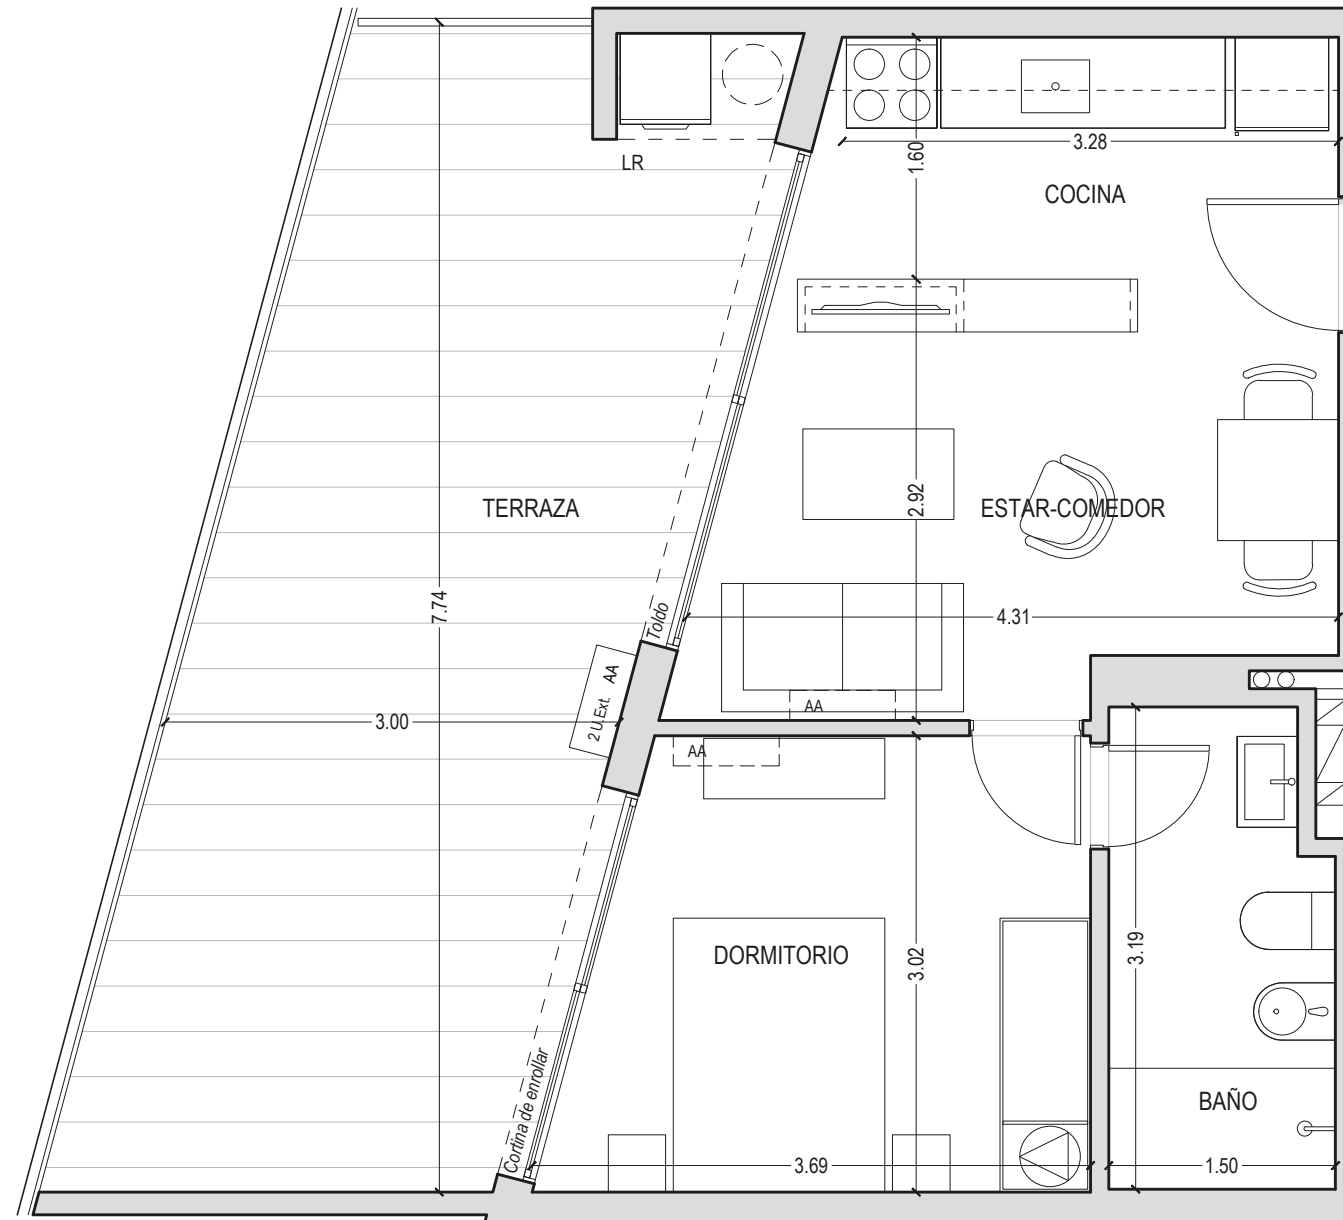 LR
3.28
1.60
COCINA
TERRAZA
2.92
ESTAR-COMEDOR
7.74
Toldo
4.31
2 U.Ext. AA
3.00
AA
AA
DORMITORIO
3.02
3.19
Cortina de enrollar
BAÑO
3.69
1.50